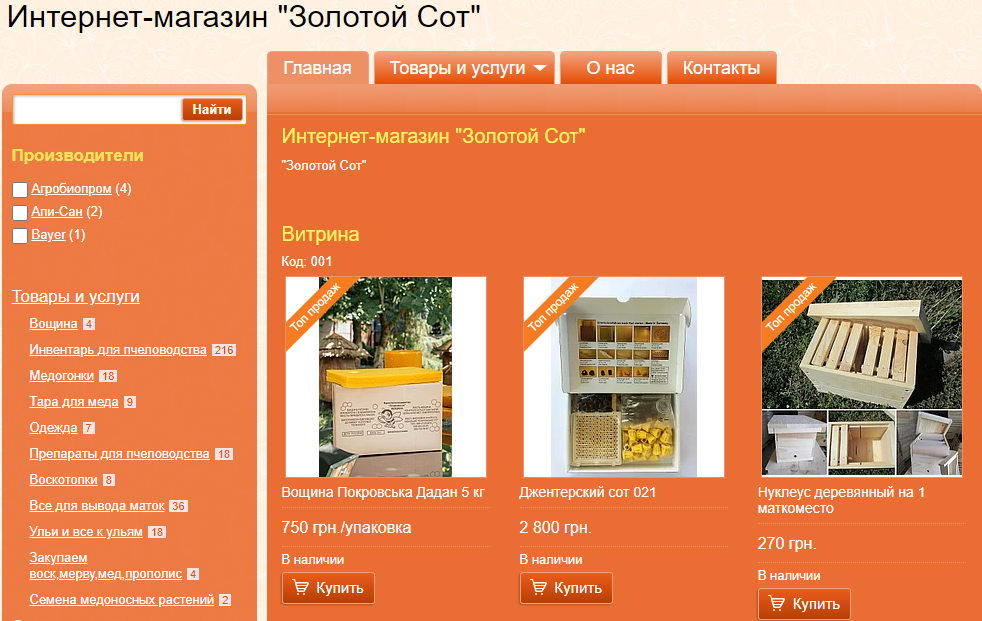 Интернет-магазин "Золотой Сот"
Главная
Товары и услуги
О нас
Контакты
Найти
Производители
Агробиопром (4)
Апи-Сан (2)
Bayer (1)
Товары и услуги
Вощина 4
Инвентарь для пчеловодства 216
Медогонки 18
Тара для меда 9
Одежда 7
Препараты для пчеловодства 18
Воскотопки 8
Все для вывода маток 36
Ульи и все к ульям 18
Закупаем
воск,мерву,мед,прополис 4
Семена медоносных растений 2
Интернет-магазин "Золотой Сот"
"Золотой Сот"
Витрина
Код: 001
Топ продаж
Вощина Покровська Дадан 5 кг
750 грн./упаковка
В наличии
Купить
Топ продаж
Джентерский сот 021
2 800 грн.
В наличии
Купить
Топ продаж
Нуклеус деревянный на 1
маткоместо
270 грн.
В наличии
Купить